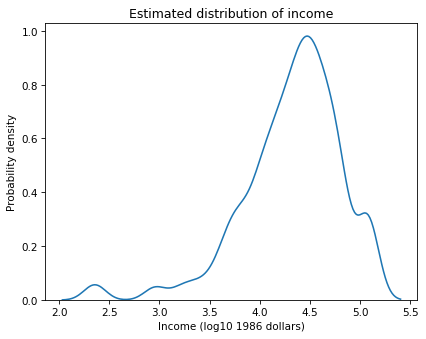 Estimated distribution of income
1.0
0.8
0.6
0.4
0.2
0.0
Probability density
2.0 2.5 3.0 3.5 4.0 4.5 5.0 5.5
Income (log10 1986 dollars)